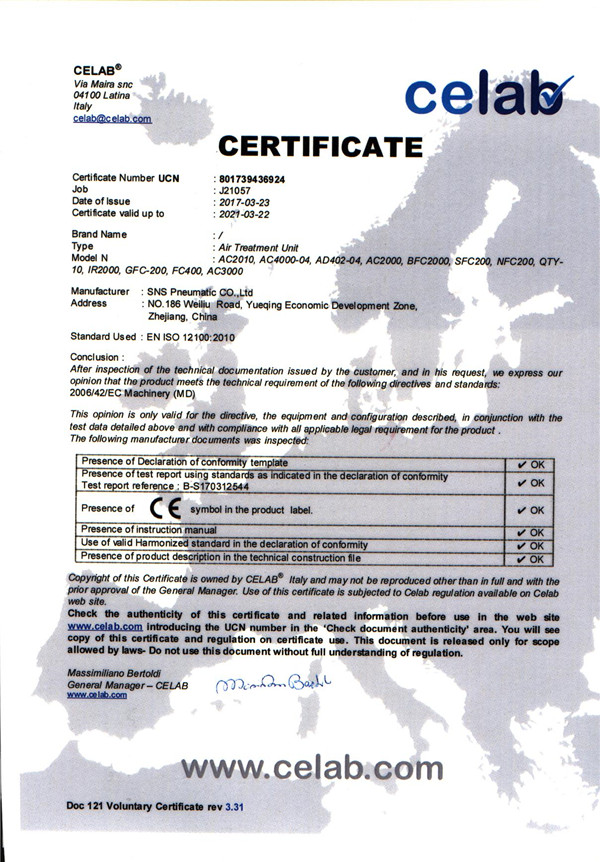 CELAB®
Via Maira snc
04100 Latina
Italy
celab@celab.com
celab
CERTIFICATE
Certificate Number UCN : 801739436924
Job : J21057
Date of Issue : 2017-03-23
Certificate valid up to : 2021-03-22
Brand Name : /
Type : Air Treatment Unit
Model N : AC2010, AC4000-04, AD402-04, AC2000, BFC2000, SFC200, NFC200, QTY-
10, IR2000, GFC-200, FC400, AC3000
Manufacturer : SNS Pneumatic CO.,Ltd
Address : NO.186 Weiliu Road, Yueqing Economic Development Zone,
Zhejiang, China
Standard Used : EN ISO 12100:2010
Conclusion :
After inspection of the technical documentation issued by the customer, and in his request, we express our
opinion that the product meets the technical requirement of the following directives and standards:
2006/42/EC Machinery (MD)
This opinion is only valid for the directive, the equipment and configuration described, in conjunction with the
test data detailed above and with compliance with all applicable legal requirement for the product .
The following manufacturer documents was inspected:
Presence of Declaration of conformity template ✔ OK
Presence of test report using standards as indicated in the declaration of conformity
Test report reference : B-S170312544 ✔ OK
Presence of CE symbol in the product label. ✔ OK
Presence of instruction manual ✔ OK
Use of valid Harmonized standard in the declaration of conformity ✔ OK
Presence of product description in the technical construction file ✔ OK
Copyright of this Certificate is owned by CELAB® Italy and may not be reproduced other than in full and with the
prior approval of the General Manager. Use of this certificate is subjected to Celab regulation available on Celab
web site.
Check the authenticity of this certificate and related information before use in the web site
www.celab.com introducing the UCN number in the 'Check document authenticity' area. You will see
copy of this certificate and regulation on certificate use. This document is released only for scope
allowed by laws- Do not use this document without full understanding of regulation.
Massimiliano Bertoldi
General Manager – CELAB
www.celab.com
www.celab.com
Doc 121 Voluntary Certificate rev 3.31